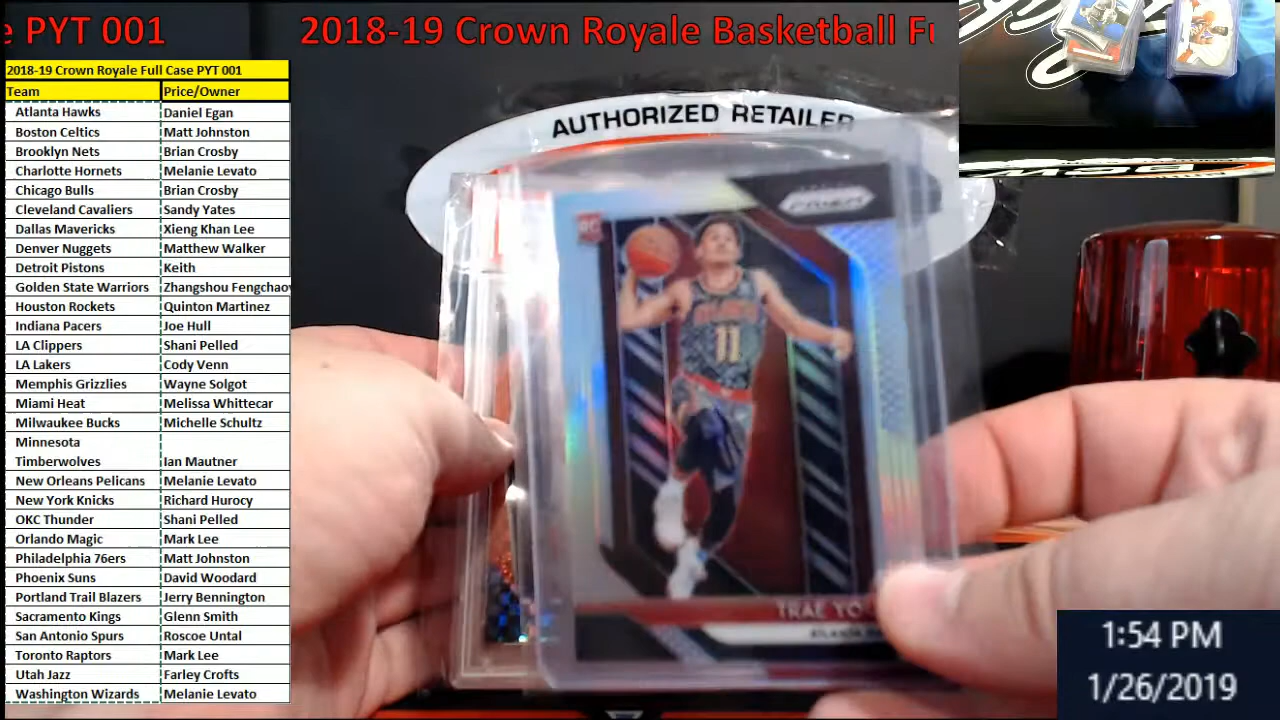 e PYT 001
2018-19 Crown Royale Basketball Fu
2018-19 Crown Royale Full Case PYT 001
Team Price/Owner
Atlanta Hawks Daniel Egan
Boston Celtics Matt Johnston
Brooklyn Nets Brian Crosby
Charlotte Hornets Melanie Levato
Chicago Bulls Brian Crosby
Cleveland Cavaliers Sandy Yates
Dallas Mavericks Xieng Khan Lee
Denver Nuggets Matthew Walker
Detroit Pistons Keith
Golden State Warriors Zhangshou Fengchaov
Houston Rockets Quinton Martinez
Indiana Pacers Joe Hull
LA Clippers Shani Pelled
LA Lakers Cody Venn
Memphis Grizzlies Wayne Solgot
Miami Heat Melissa Whittecar
Milwaukee Bucks Michelle Schultz
Minnesota
Timberwolves Ian Mautner
New Orleans Pelicans Melanie Levato
New York Knicks Richard Hurocy
OKC Thunder Shani Pelled
Orlando Magic Mark Lee
Philadelphia 76ers Matt Johnston
Phoenix Suns David Woodard
Portland Trail Blazers Jerry Bennington
Sacramento Kings Glenn Smith
San Antonio Spurs Roscoe Untal
Toronto Raptors Mark Lee
Utah Jazz Farley Crofts
Washington Wizards Melanie Levato
AUTHORIZED RETAILER
PRIZM
RC
11
TRAE YO
1:54 PM
1/26/2019